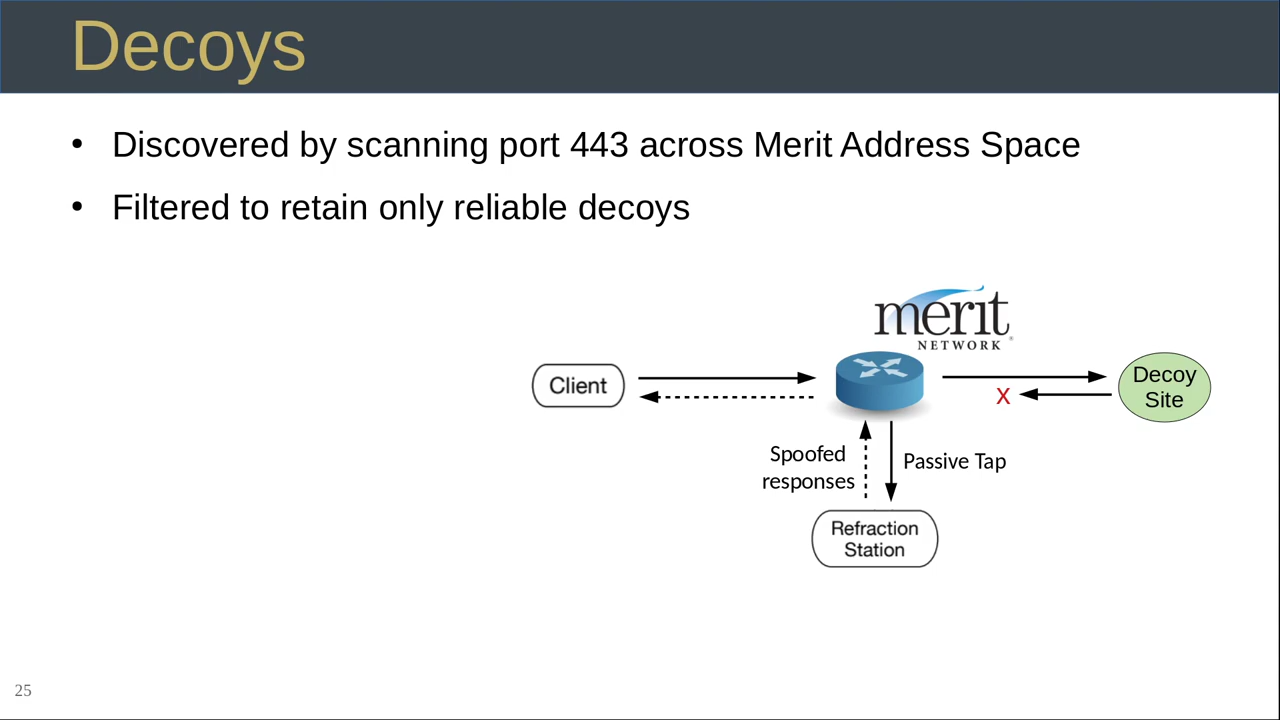 Decoys
• Discovered by scanning port 443 across Merit Address Space
• Filtered to retain only reliable decoys
merit
NETWORK
Client
Decoy
Site
X
Spoofed
responses
Passive Tap
Refraction
Station
25